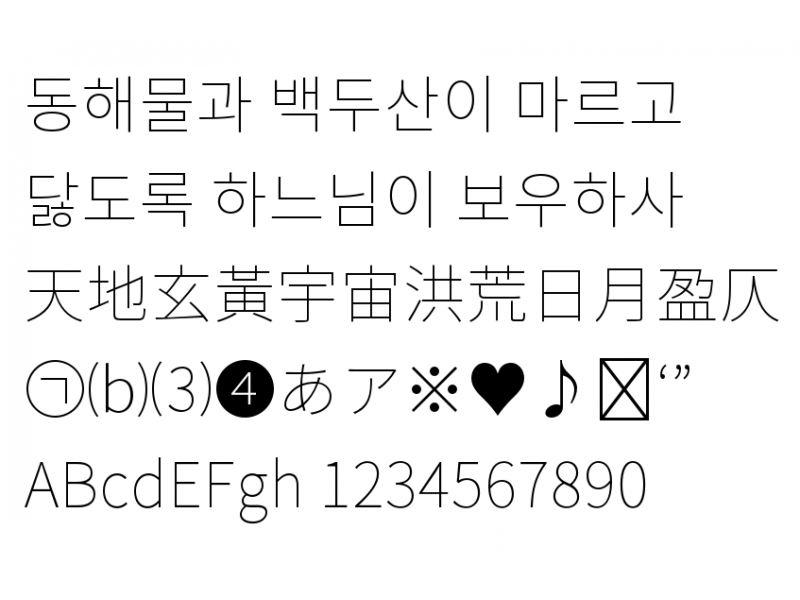 동해물과 백두산이 마르고
닳도록 하느님이 보우하사
天地玄黃宇宙洪荒日月盈仄
㉠⒝⑶❹あア※♥♪‘”
ABcdEFgh 1234567890